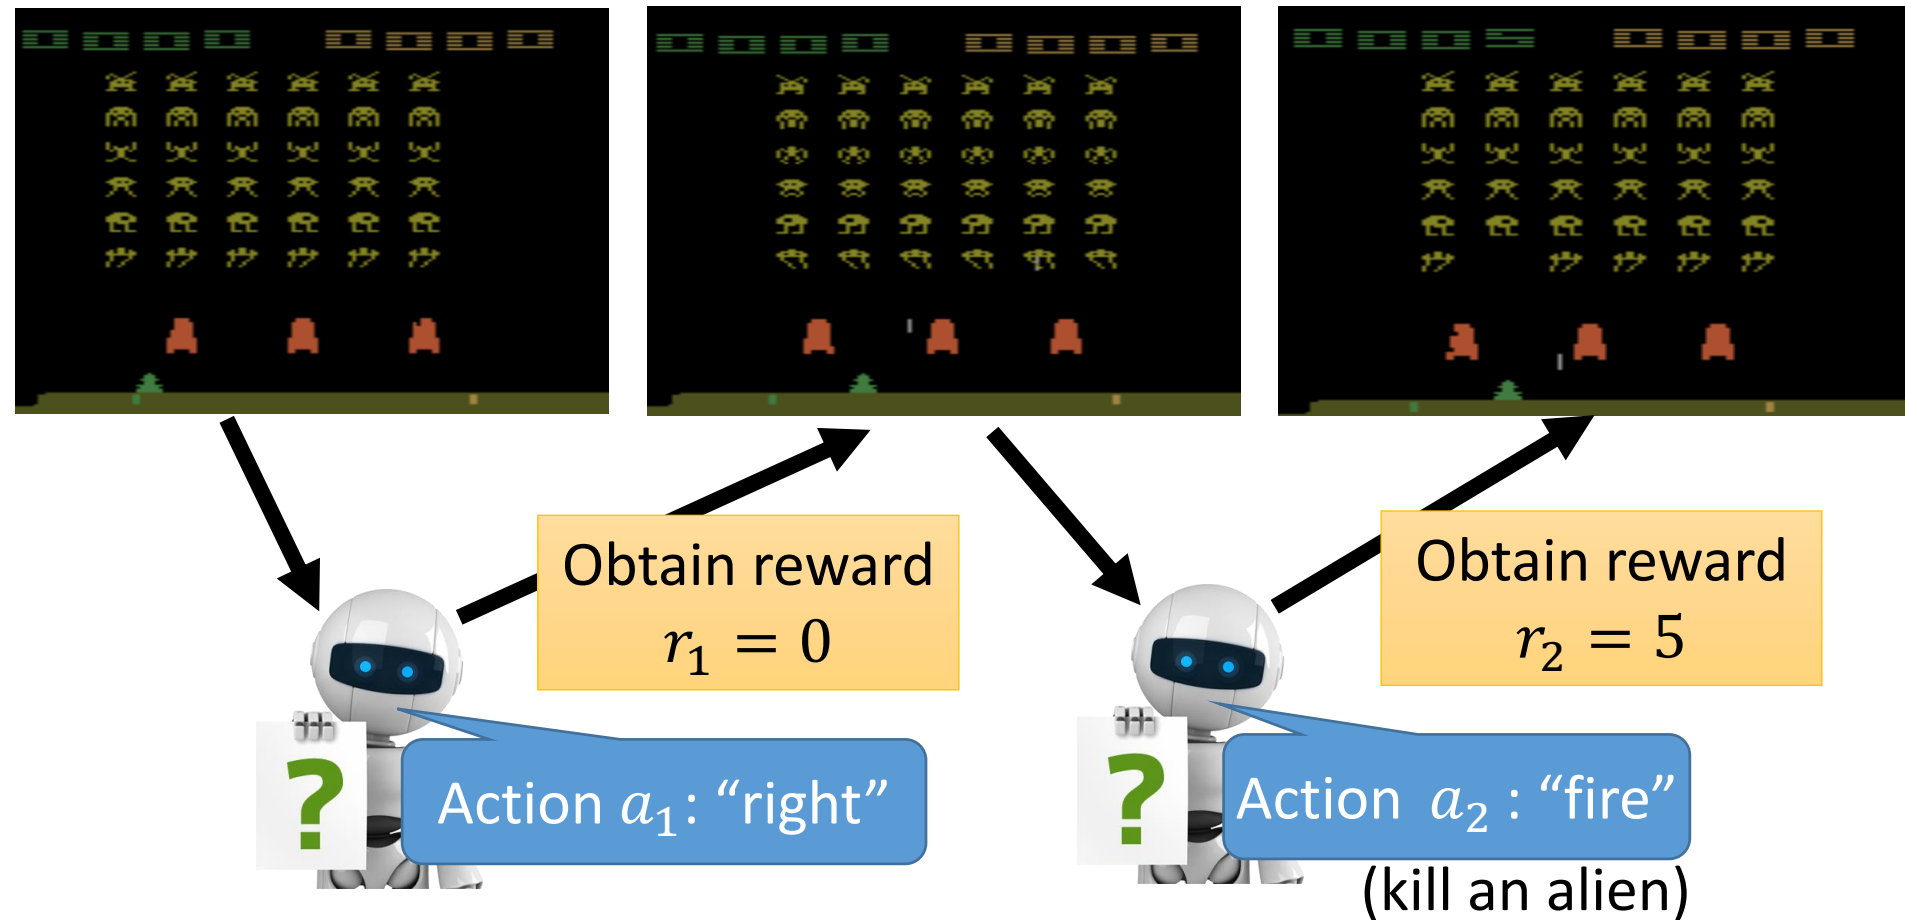 Obtain reward
r₁ = 0
Obtain reward
r₂ = 5
?
Action a₁: “right”
?
Action a₂ : “fire”
(kill an alien)